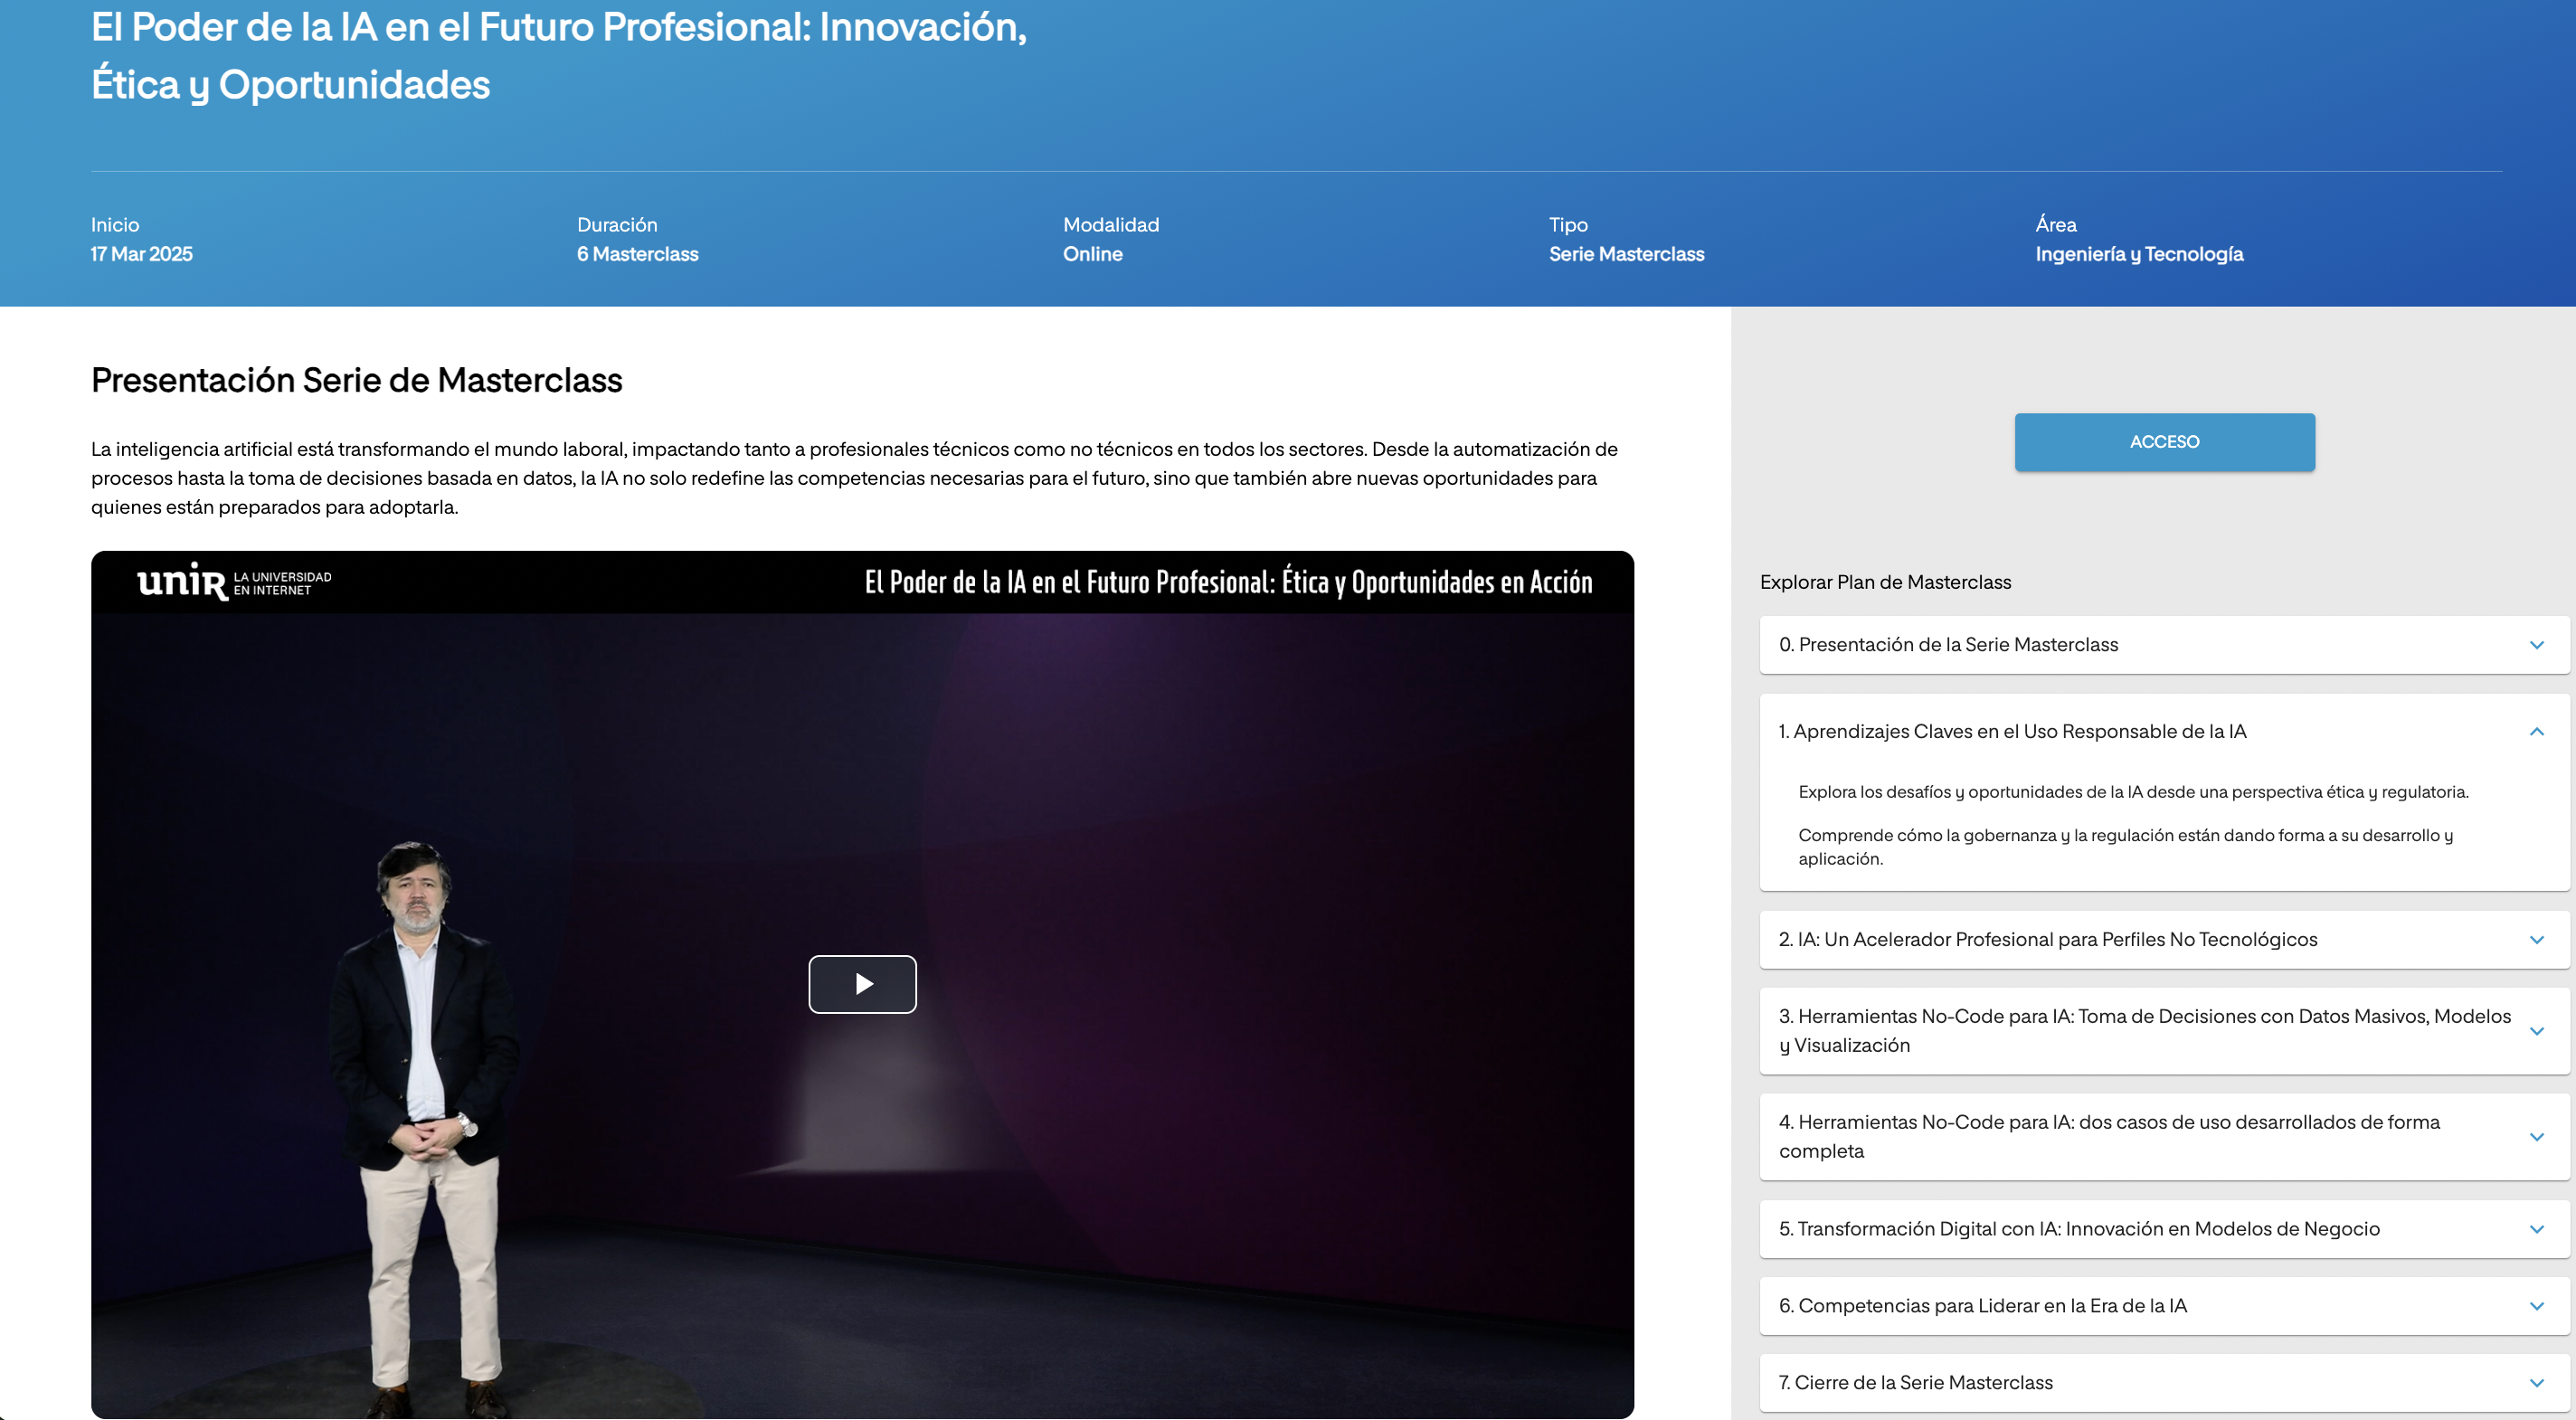 El Poder de la IA en el Futuro Profesional: Innovación,
Ética y Oportunidades
Inicio
17 Mar 2025
Duración
6 Masterclass
Modalidad
Online
Tipo
Serie Masterclass
Área
Ingeniería y Tecnología
Presentación Serie de Masterclass
La inteligencia artificial está transformando el mundo laboral, impactando tanto a profesionales técnicos como no técnicos en todos los sectores. Desde la automatización de
procesos hasta la toma de decisiones basada en datos, la IA no solo redefine las competencias necesarias para el futuro, sino que también abre nuevas oportunidades para
quienes están preparados para adoptarla.
unir LA UNIVERSIDAD
EN INTERNET
El Poder de la IA en el Futuro Profesional: Ética y Oportunidades en Acción
ACCESO
Explorar Plan de Masterclass
0. Presentación de la Serie Masterclass
1. Aprendizajes Claves en el Uso Responsable de la IA
Explora los desafíos y oportunidades de la IA desde una perspectiva ética y regulatoria.
Comprende cómo la gobernanza y la regulación están dando forma a su desarrollo y
aplicación.
2. IA: Un Acelerador Profesional para Perfiles No Tecnológicos
3. Herramientas No-Code para IA: Toma de Decisiones con Datos Masivos, Modelos
y Visualización
4. Herramientas No-Code para IA: dos casos de uso desarrollados de forma
completa
5. Transformación Digital con IA: Innovación en Modelos de Negocio
6. Competencias para Liderar en la Era de la IA
7. Cierre de la Serie Masterclass